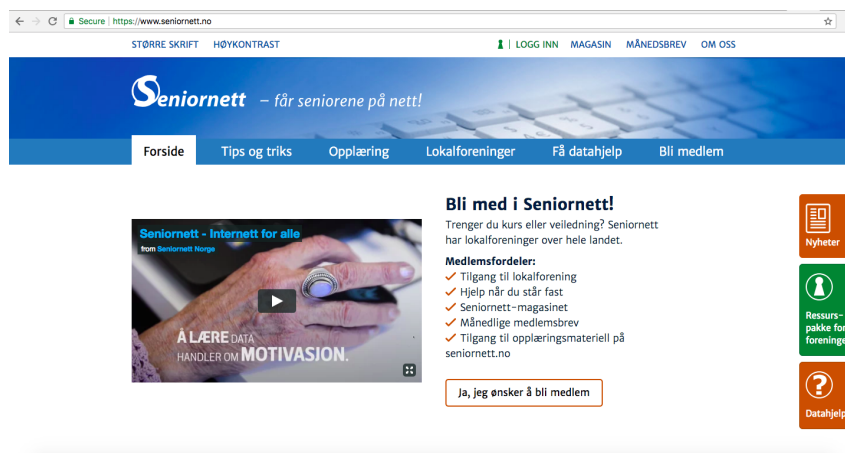 Secure | https://www.seniornett.no
STØRRE SKRIFT HØYKONTRAST LOGG INN MAGASIN MÅNEDSBREV OM OSS
Seniornett – får seniorene på nett!
Forside Tips og triks Opplæring Lokalforeninger Få datahjelp Bli medlem
Seniornett - Internett for alle
from Seniornett Norge
Å LÆRE DATA
HANDLER OM MOTIVASJON.
Bli med i Seniornett!
Trenger du kurs eller veiledning? Seniornett
har lokalforeninger over hele landet.
Medlemsfordeler:
Tilgang til lokalforening
Hjelp når du står fast
Seniornett-magasinet
Månedlige medlemsbrev
Tilgang til opplæringsmateriell på
seniornett.no
Ja, jeg ønsker å bli medlem
Nyheter
Ressurs-
pakke for
foreninge
Datahjelp